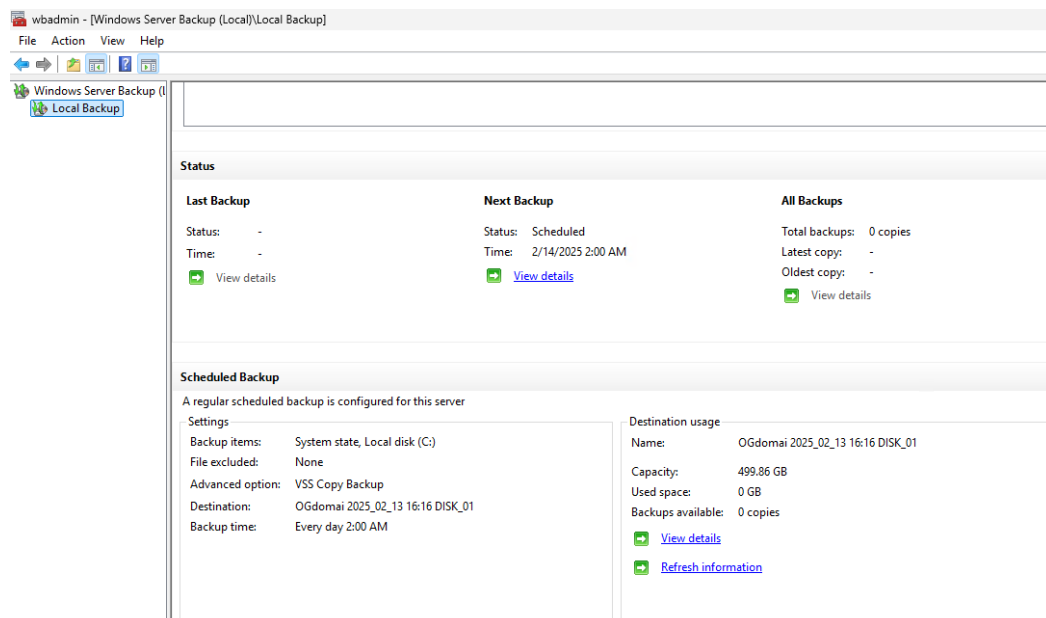 wbadmin - [Windows Server Backup (Local)\Local Backup]
File Action View Help
Windows Server Backup (l
Local Backup
Status
Last Backup
Status: -
Time: -
View details
Next Backup
Status: Scheduled
Time: 2/14/2025 2:00 AM
View details
All Backups
Total backups: 0 copies
Latest copy: -
Oldest copy: -
View details
Scheduled Backup
A regular scheduled backup is configured for this server
Settings
Backup items: System state, Local disk (C:)
File excluded: None
Advanced option: VSS Copy Backup
Destination: OGdomai 2025_02_13 16:16 DISK_01
Backup time: Every day 2:00 AM
Destination usage
Name: OGdomai 2025_02_13 16:16 DISK_01
Capacity: 499.86 GB
Used space: 0 GB
Backups available: 0 copies
View details
Refresh information